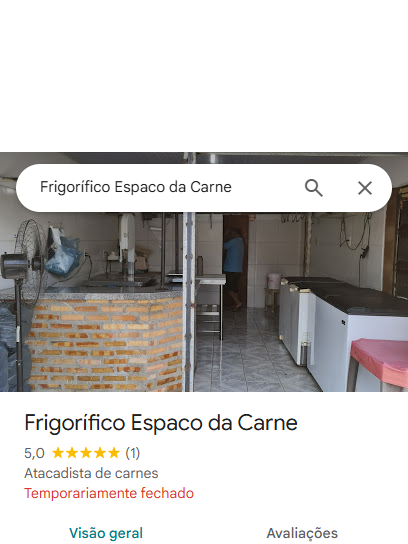 Frigorífico Espaco da Carne
Frigorífico Espaco da Carne
5,0 (1)
Atacadista de carnes
Temporariamente fechado
Visão geral Avaliações